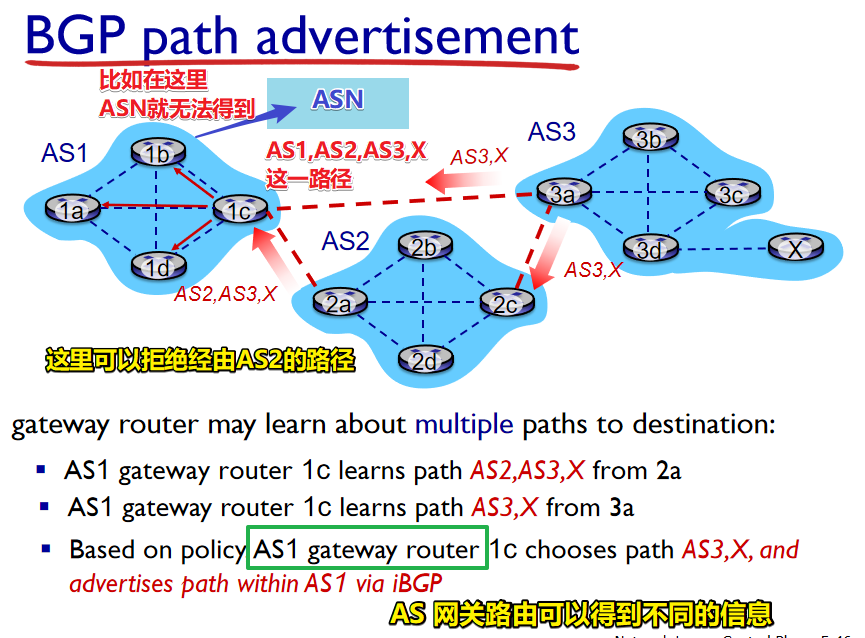 BGP path advertisement
比如在这里
ASN就无法得到
ASN
AS1,AS2,AS3,X
这一路径
AS3,X
AS1
1b
1a
1c
1d
AS3
3b
3a
3c
3d
X
AS2
2b
2a
2c
2d
AS2,AS3,X
AS3,X
这里可以拒绝经由AS2的路径
gateway router may learn about multiple paths to destination:
▪ AS1 gateway router 1c learns path AS2,AS3,X from 2a
▪ AS1 gateway router 1c learns path AS3,X from 3a
▪ Based on policy AS1 gateway router 1c chooses path AS3,X, and
advertises path within AS1 via iBGP
AS 网关路由可以得到不同的信息